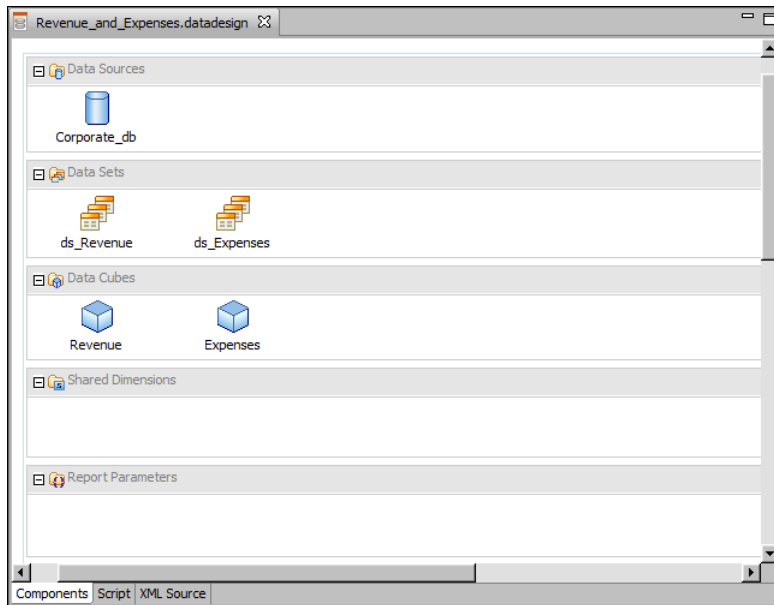 Revenue_and_Expenses.datadesign
Data Sources
Corporate_db
Data Sets
ds_Revenue ds_Expenses
Data Cubes
Revenue Expenses
Shared Dimensions
Report Parameters
Components Script XML Source